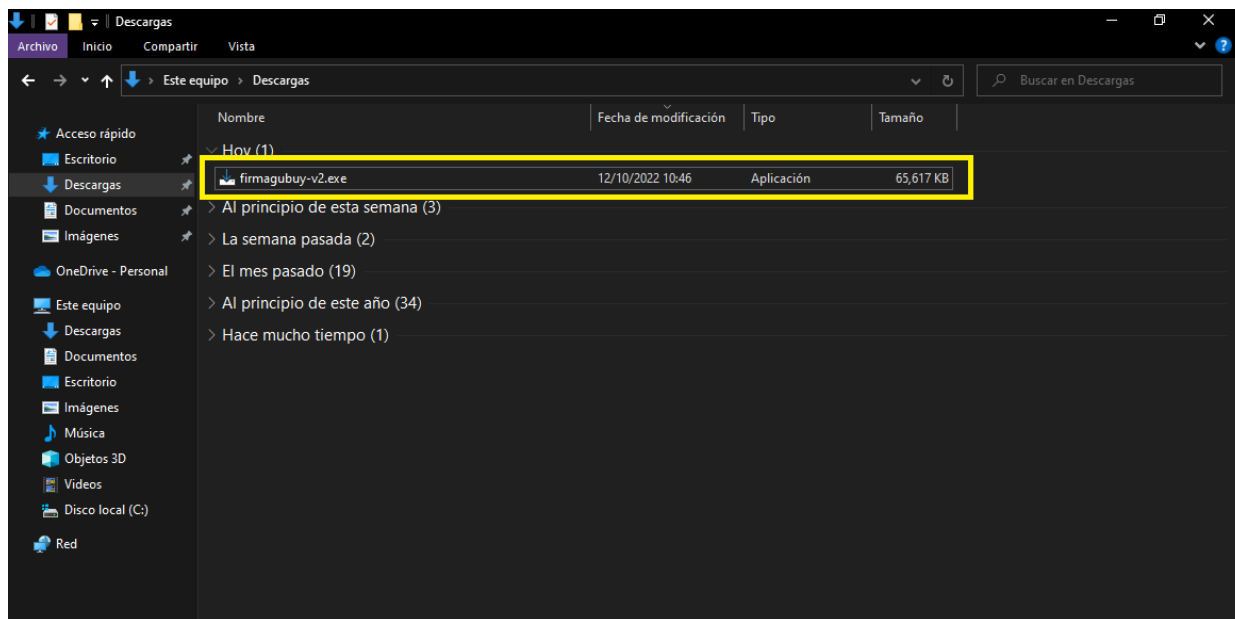 Descargas
Archivo Inicio Compartir Vista
Este equipo > Descargas
Buscar en Descargas
Nombre Fecha de modificación Tipo Tamaño
Acceso rápido
Escritorio
Descargas
Documentos
Imágenes
OneDrive - Personal
Este equipo
Descargas
Documentos
Escritorio
Imágenes
Música
Objetos 3D
Videos
Disco local (C:)
Red
Hoy (1)
firmagubuy-v2.exe 12/10/2022 10:46 Aplicación 65,617 KB
Al principio de esta semana (3)
La semana pasada (2)
El mes pasado (19)
Al principio de este año (34)
Hace mucho tiempo (1)